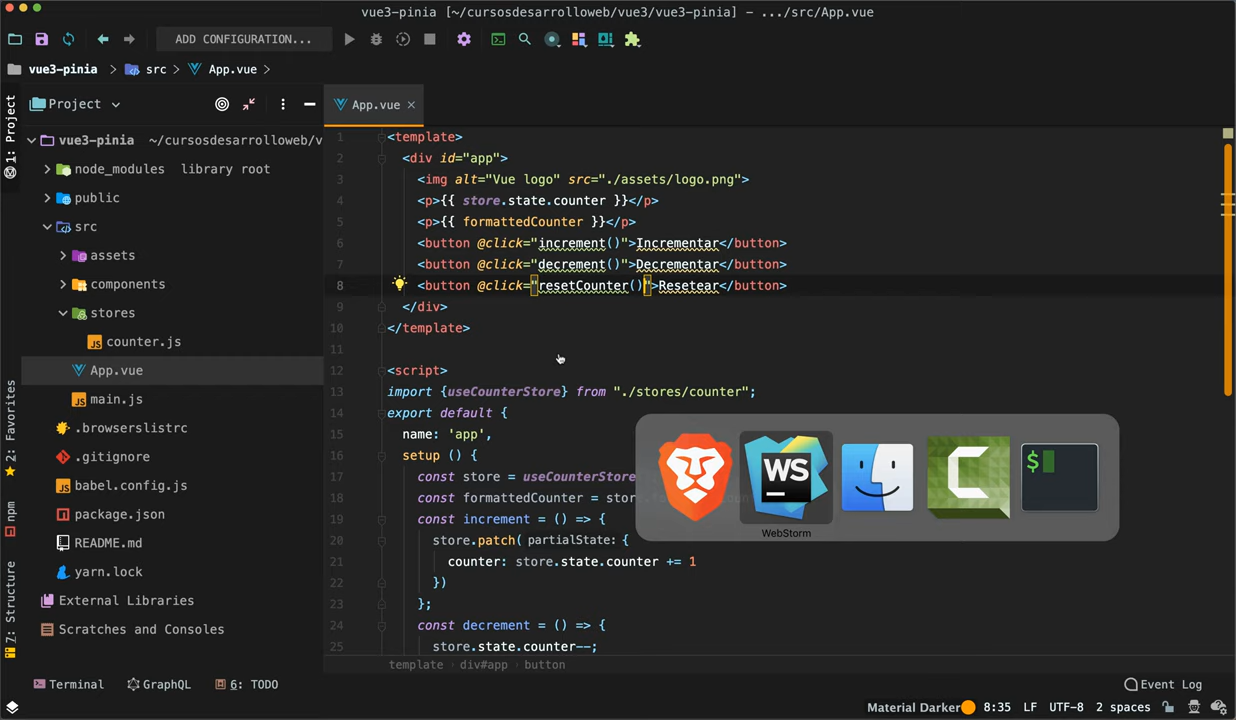 vue3-pinia [~/cursosdesarrolloweb/vue3/vue3-pinia] – .../src/App.vue
ADD CONFIGURATION...
vue3-pinia > src > App.vue >
1: Project
Project
App.vue
vue3-pinia ~/cursosdesarrolloweb/v
node_modules library root
public
src
assets
components
stores
counter.js
App.vue
main.js
.browserslistrc
.gitignore
babel.config.js
package.json
README.md
yarn.lock
External Libraries
Scratches and Consoles
2: Favorites
npm
7: Structure
1 <template>
2 <div id="app">
3 <img alt="Vue logo" src="./assets/logo.png">
4 <p>{{ store.state.counter }}</p>
5 <p>{{ formattedCounter }}</p>
6 <button @click="increment()">Incrementar</button>
7 <button @click="decrement()">Decrementar</button>
8 <button @click="resetCounter()">Resetear</button>
9 </div>
10 </template>
11
12 <script>
13 import {useCounterStore} from "./stores/counter";
14 export default {
15 name: 'app',
16 setup () {
17 const store = useCounterStore
18 const formattedCounter = store.
19 const increment = () => {
20 store.patch( partialState: {
21 counter: store.state.counter += 1
22 })
23 };
24 const decrement = () => {
25 store.state.counter--;
WS
$
WebStorm
template > div#app > button
Terminal
GraphQL
6: TODO
Event Log
Material Darker 8:35 LF UTF-8 2 spaces